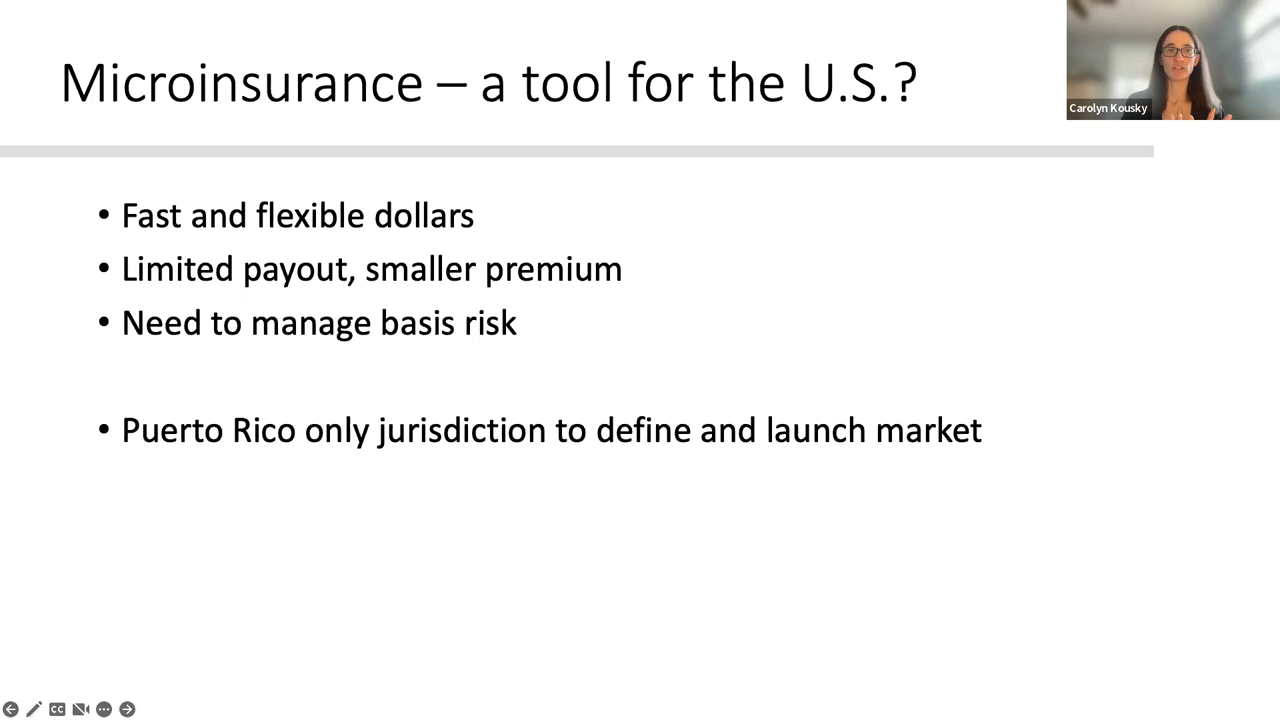 Microinsurance – a tool for the U.S.?
Carolyn Kousky
• Fast and flexible dollars
• Limited payout, smaller premium
• Need to manage basis risk
• Puerto Rico only jurisdiction to define and launch market
CC